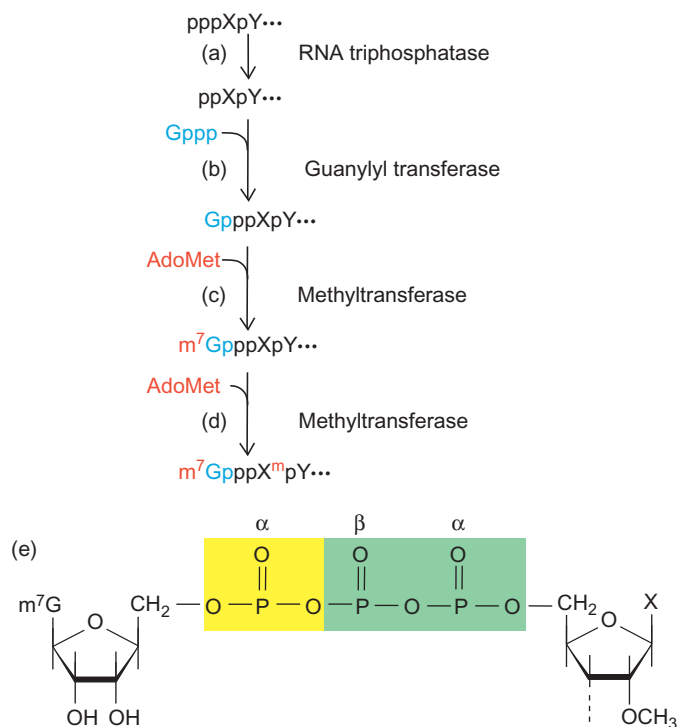 pppXpY•••
(a) RNA triphosphatase
ppXpY•••
Gppp
(b) Guanylyl transferase
GpppXpY•••
AdoMet
(c) Methyltransferase
m⁷GpppXpY•••
AdoMet
(d) Methyltransferase
m⁷GpppXᵐpY•••
(e) α β α
O O O
m⁷G O CH₂ O P O P O P O CH₂ O X
OH OH OCH₃